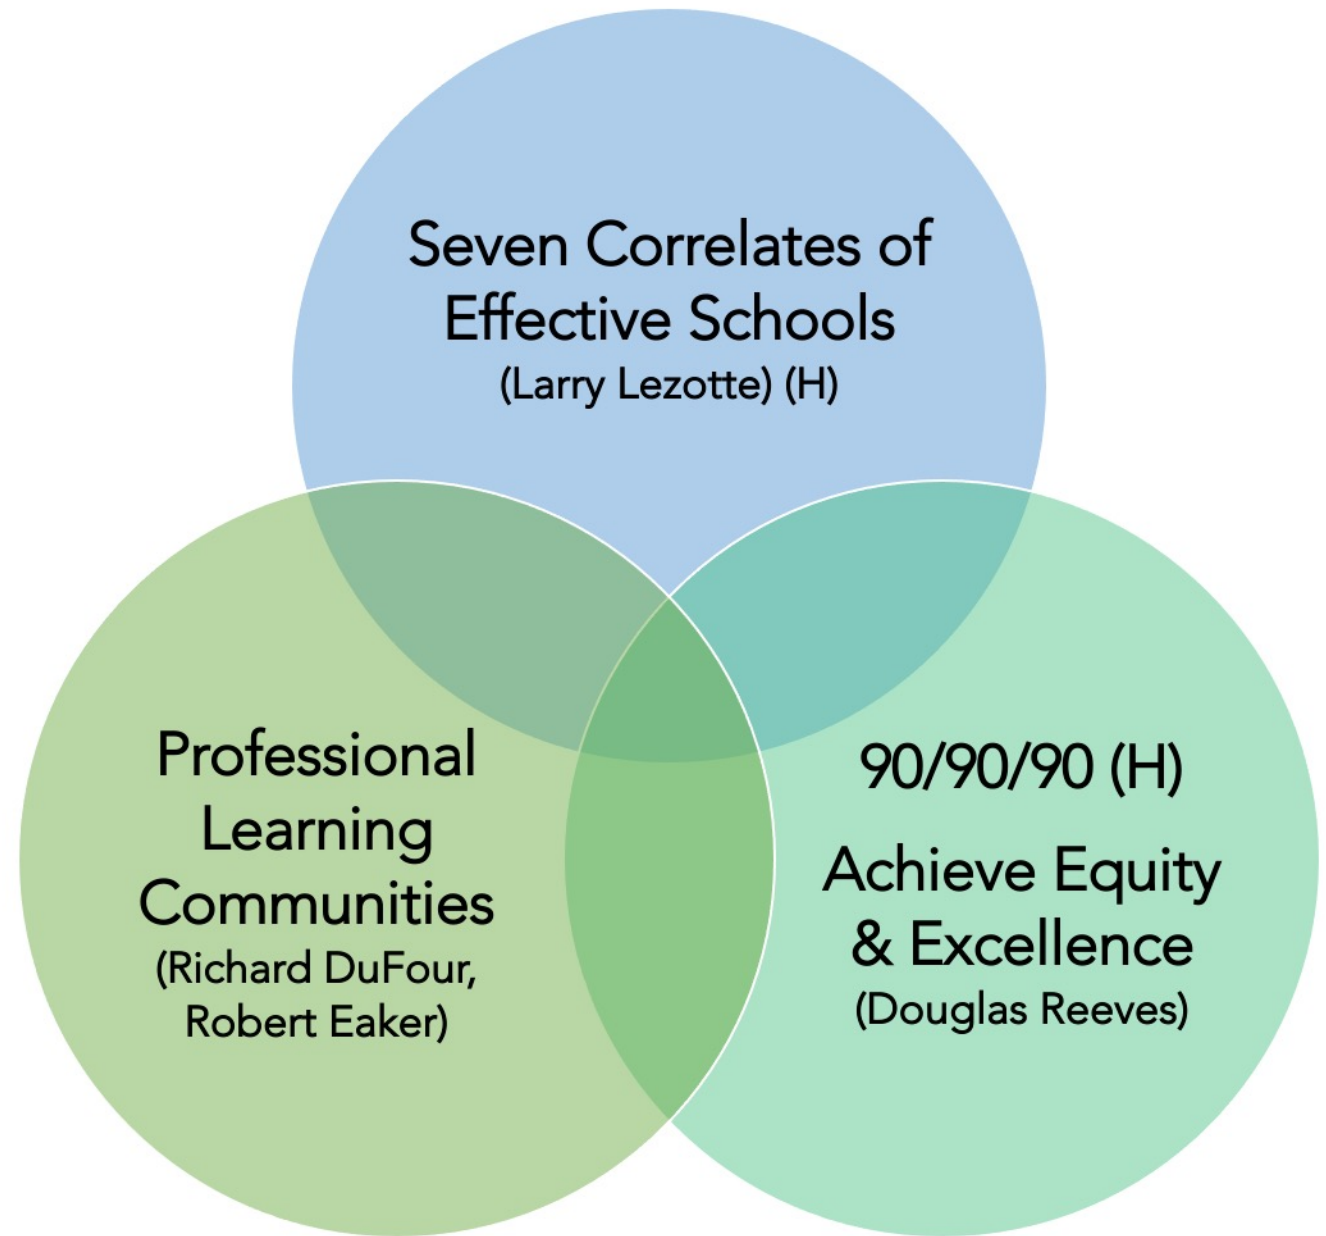 Seven Correlates of
Effective Schools
(Larry Lezotte) (H)
Professional
Learning
Communities
(Richard DuFour,
Robert Eaker)
90/90/90 (H)
Achieve Equity
& Excellence
(Douglas Reeves)